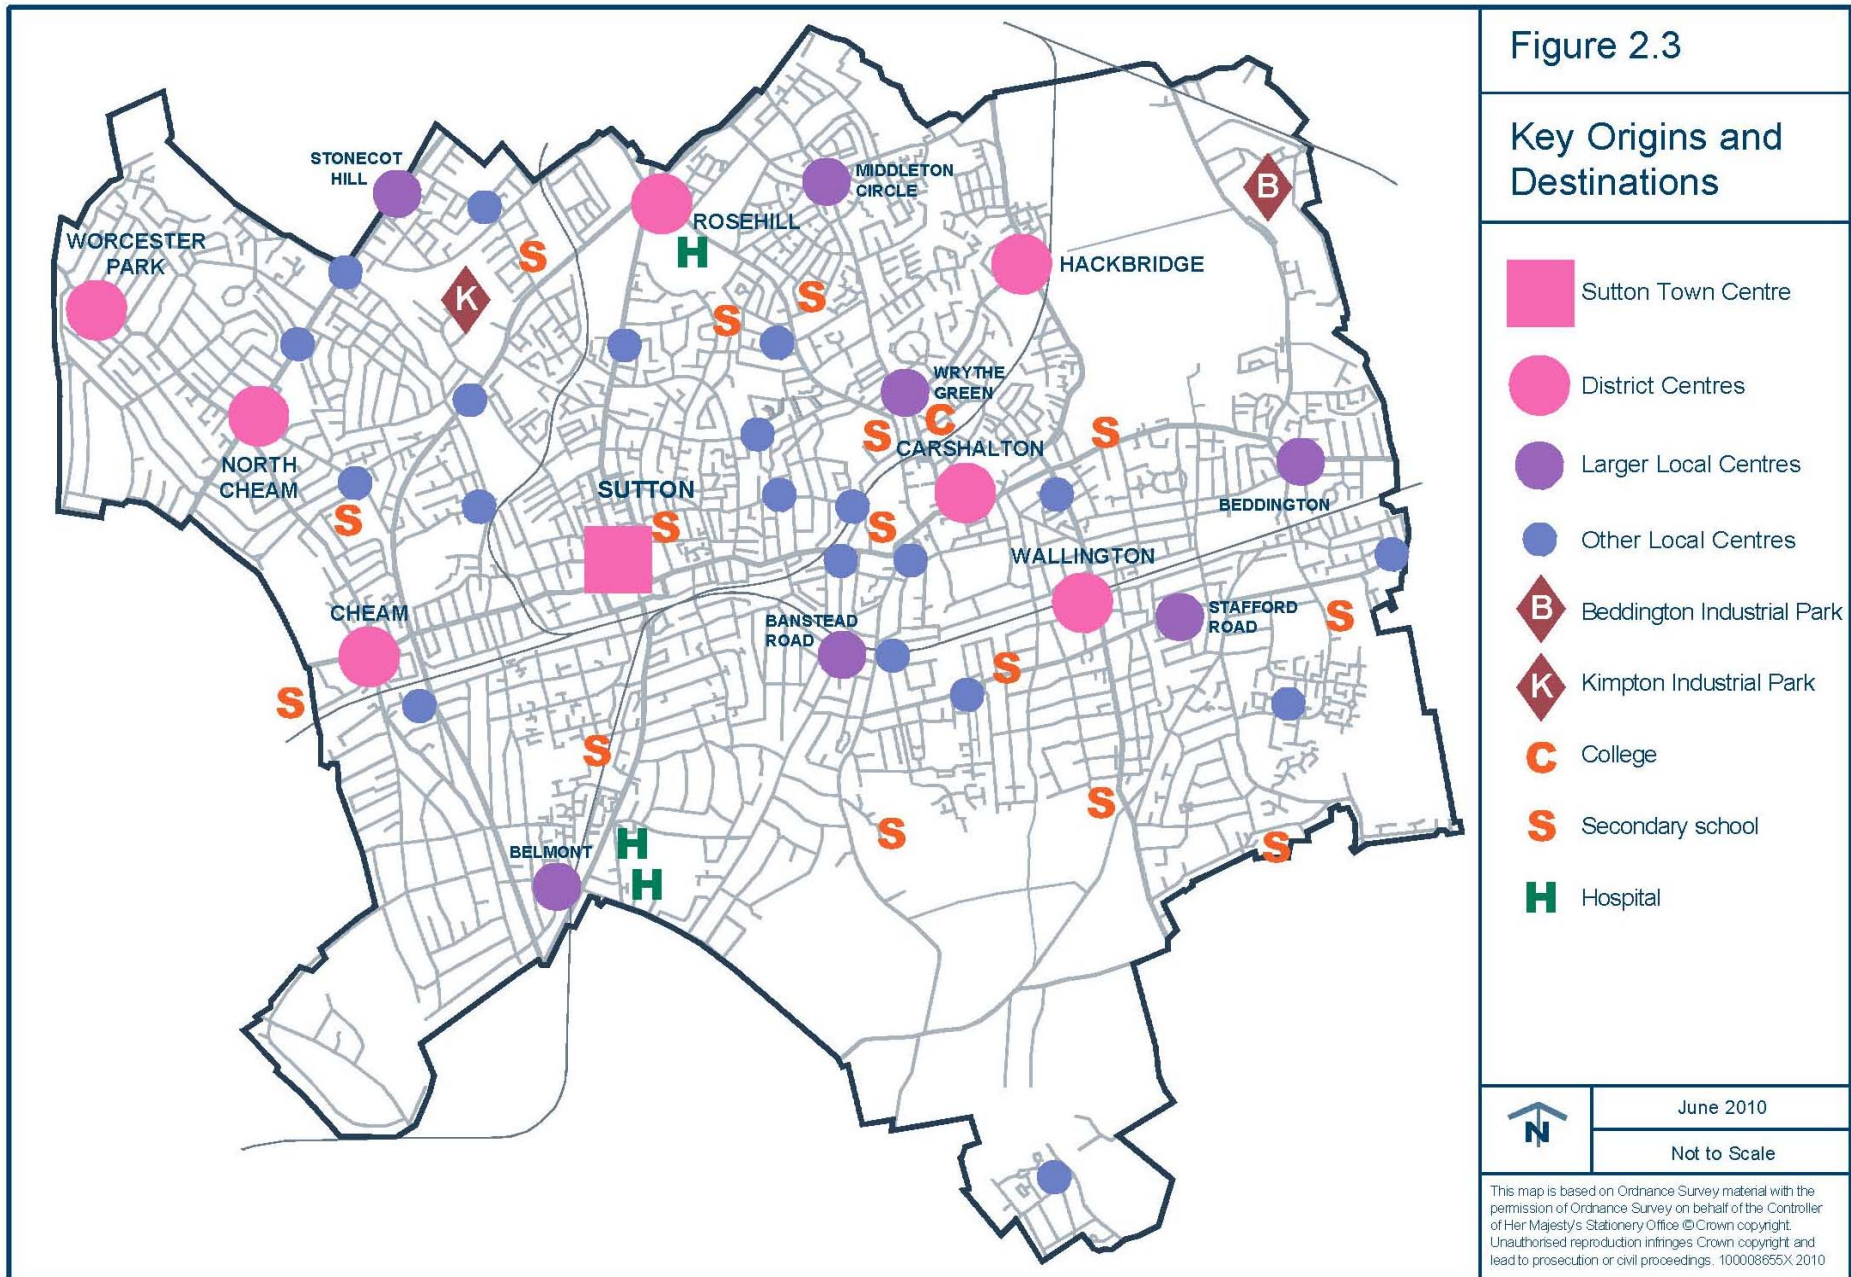 Figure 2.3
Key Origins and
Destinations
STONECOT
HILL
MIDDLETON
CIRCLE
B
ROSEHILL
H
WORCESTER
PARK
S
HACKBRIDGE
K
S
S
WRYTHE
GREEN
C
S
S
CARSHALTON
NORTH
CHEAM
SUTTON
BEDDINGTON
S
S
S
WALLINGTON
CHEAM
BANSTEAD
ROAD
STAFFORD
ROAD
S
S
S
S
S
S
S
BELMONT
H
H
Sutton Town Centre
District Centres
Larger Local Centres
Other Local Centres
B Beddington Industrial Park
K Kimpton Industrial Park
C College
S Secondary school
H Hospital
N
June 2010
Not to Scale
This map is based on Ordnance Survey material with the
permission of Ordnance Survey on behalf of the Controller
of Her Majesty's Stationery Office © Crown copyright.
Unauthorised reproduction infringes Crown copyright and
lead to prosecution or civil proceedings. 100008655X 2010